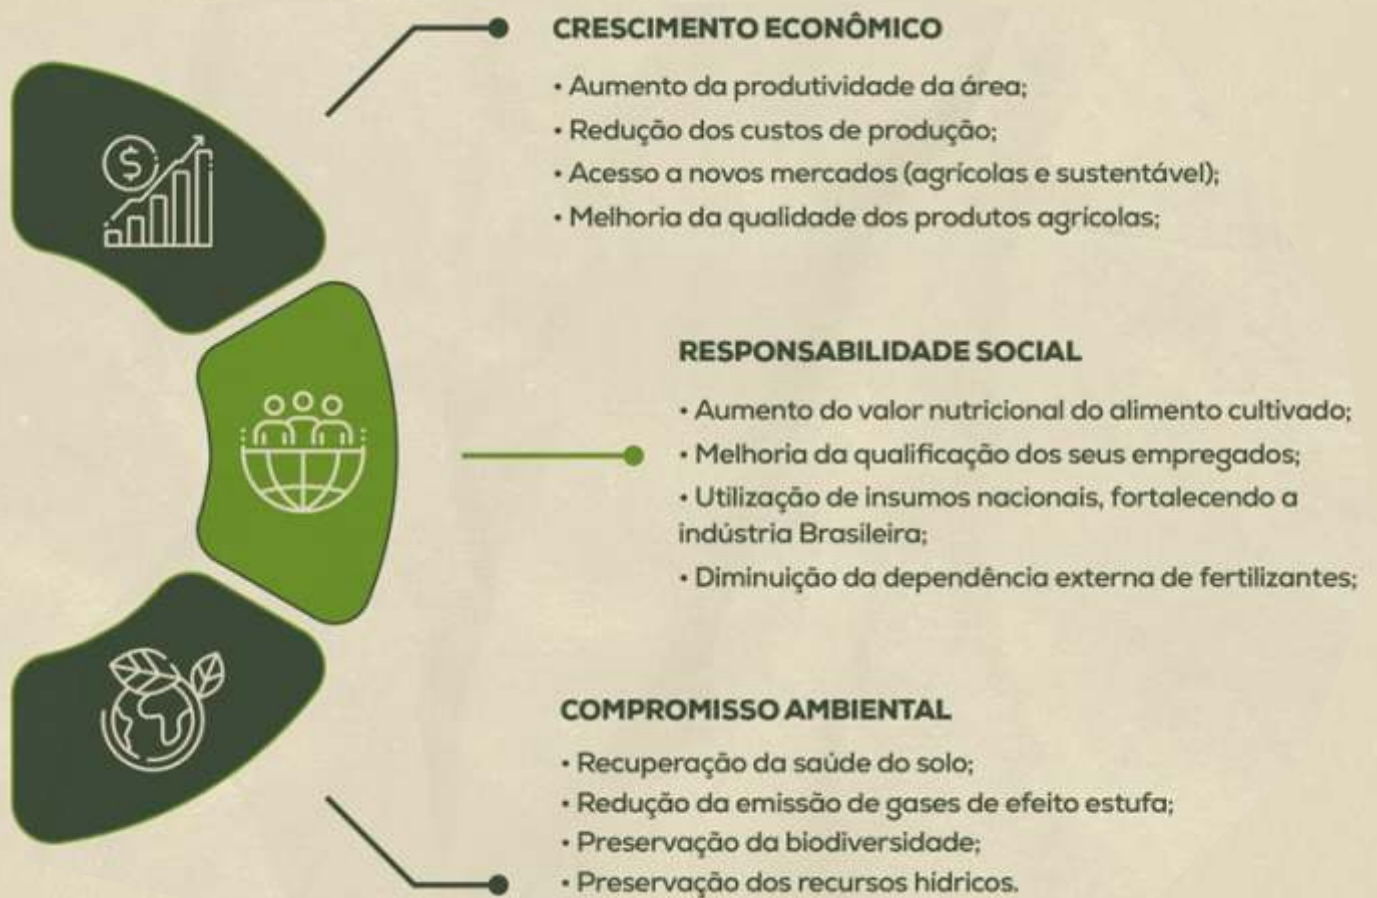 CRESCIMENTO ECONÔMICO
• Aumento da produtividade da área;
• Redução dos custos de produção;
• Acesso a novos mercados (agrícolas e sustentável);
• Melhoria da qualidade dos produtos agrícolas;
RESPONSABILIDADE SOCIAL
• Aumento do valor nutricional do alimento cultivado;
• Melhoria da qualificação dos seus empregados;
• Utilização de insumos nacionais, fortalecendo a
indústria Brasileira;
• Diminuição da dependência externa de fertilizantes;
COMPROMISSO AMBIENTAL
• Recuperação da saúde do solo;
• Redução da emissão de gases de efeito estufa;
• Preservação da biodiversidade;
• Preservação dos recursos hídricos.